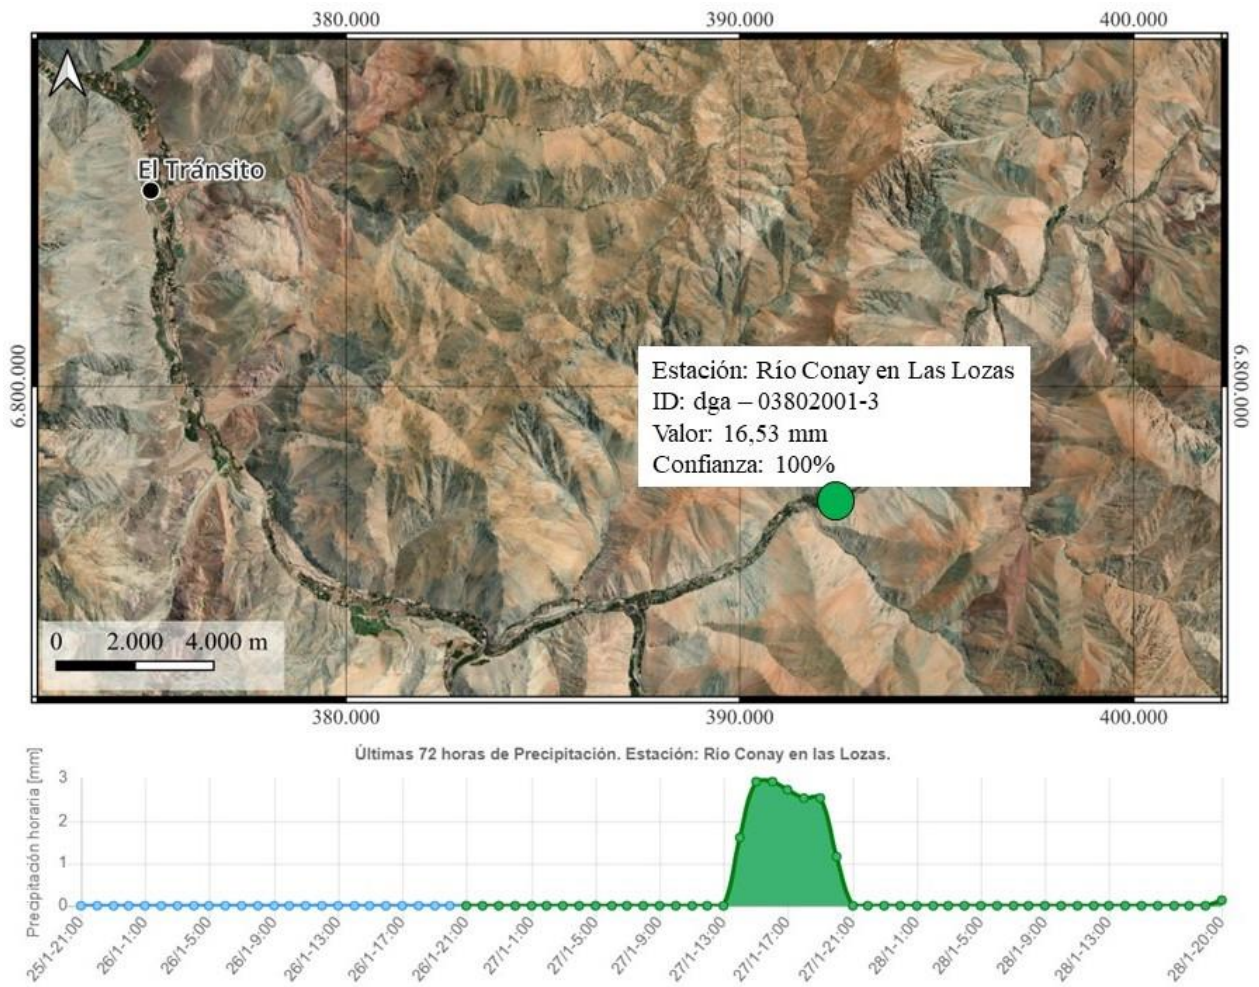 380.000 390.000 400.000
El Tránsito
6.800.000 6.800.000
Estación: Río Conay en Las Lozas
ID: dga – 03802001-3
Valor: 16,53 mm
Confianza: 100%
0 2.000 4.000 m
380.000 390.000 400.000
Últimas 72 horas de Precipitación. Estación: Río Conay en las Lozas.
Precipitación horaria [mm]
3
2
1
0
25/1-21:00 26/1-1:00 26/1-5:00 26/1-9:00 26/1-13:00 26/1-17:00 26/1-21:00 27/1-1:00 27/1-5:00 27/1-9:00 27/1-13:00 27/1-17:00 27/1-21:00 28/1-1:00 28/1-5:00 28/1-9:00 28/1-13:00 28/1-20:00